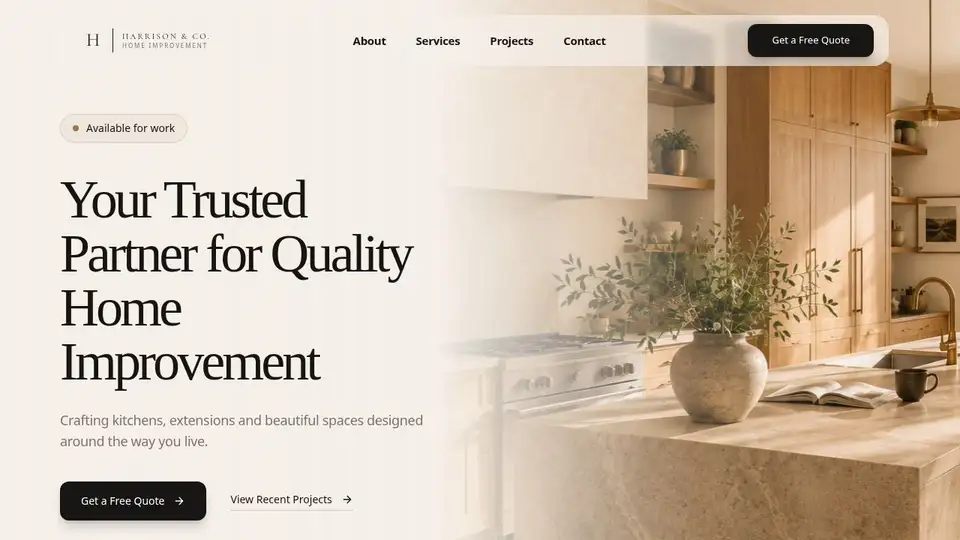 H
HARRISON & CO.
HOME IMPROVEMENT
About
Services
Projects
Contact
Get a Free Quote
Available for work
Your Trusted
Partner for Quality
Home
Improvement
Crafting kitchens, extensions and beautiful spaces designed
around the way you live.
Get a Free Quote →
View Recent Projects →